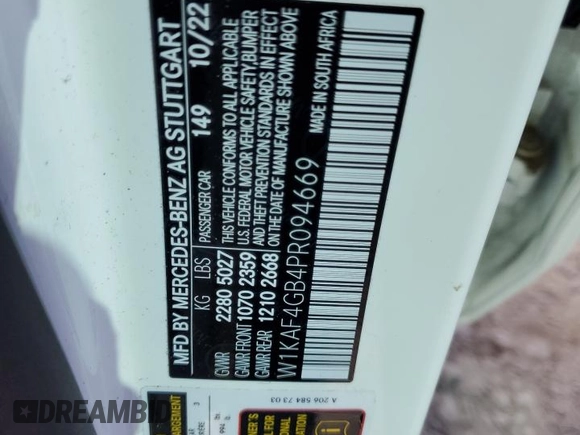 MFD BY MERCEDES-BENZ AG STUTTGART
149 10/22
KG LBS PASSENGER CAR
GVWR 2280 5027 THIS VEHICLE CONFORMS TO ALL APPLICABLE
GAWR FRONT 1070 2359 U.S. FEDERAL MOTOR VEHICLE SAFETY, BUMPER
GAWR REAR 1210 2668 AND THEFT PREVENTION STANDARDS IN EFFECT
ON THE DATE OF MANUFACTURE SHOWN ABOVE
W1KAF4GB4PR094669 MADE IN SOUTH AFRICA
A 206 584 73 03
DREAMBID